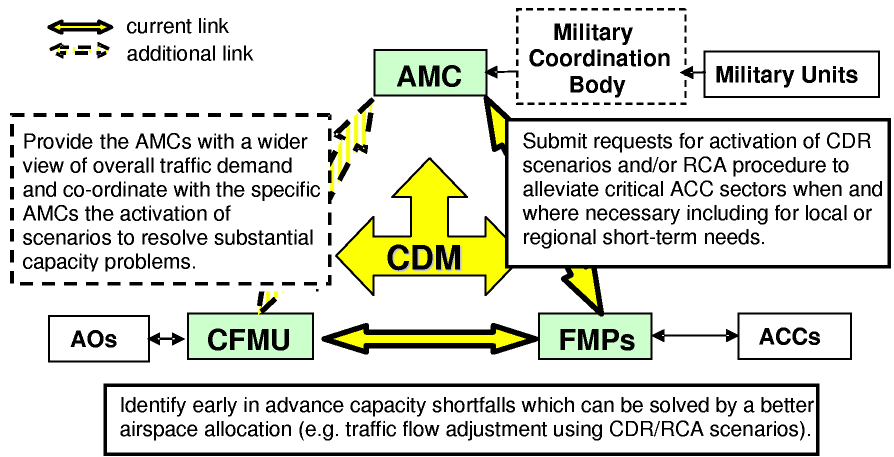 current link
additional link
AMC
Military
Coordination
Body
Military Units
Provide the AMCs with a wider
view of overall traffic demand
and co-ordinate with the specific
AMCs the activation of
scenarios to resolve substantial
capacity problems.
Submit requests for activation of CDR
scenarios and/or RCA procedure to
alleviate critical ACC sectors when and
where necessary including for local or
regional short-term needs.
CDM
AOs
CFMU
FMPs
ACCs
Identify early in advance capacity shortfalls which can be solved by a better
airspace allocation (e.g. traffic flow adjustment using CDR/RCA scenarios).